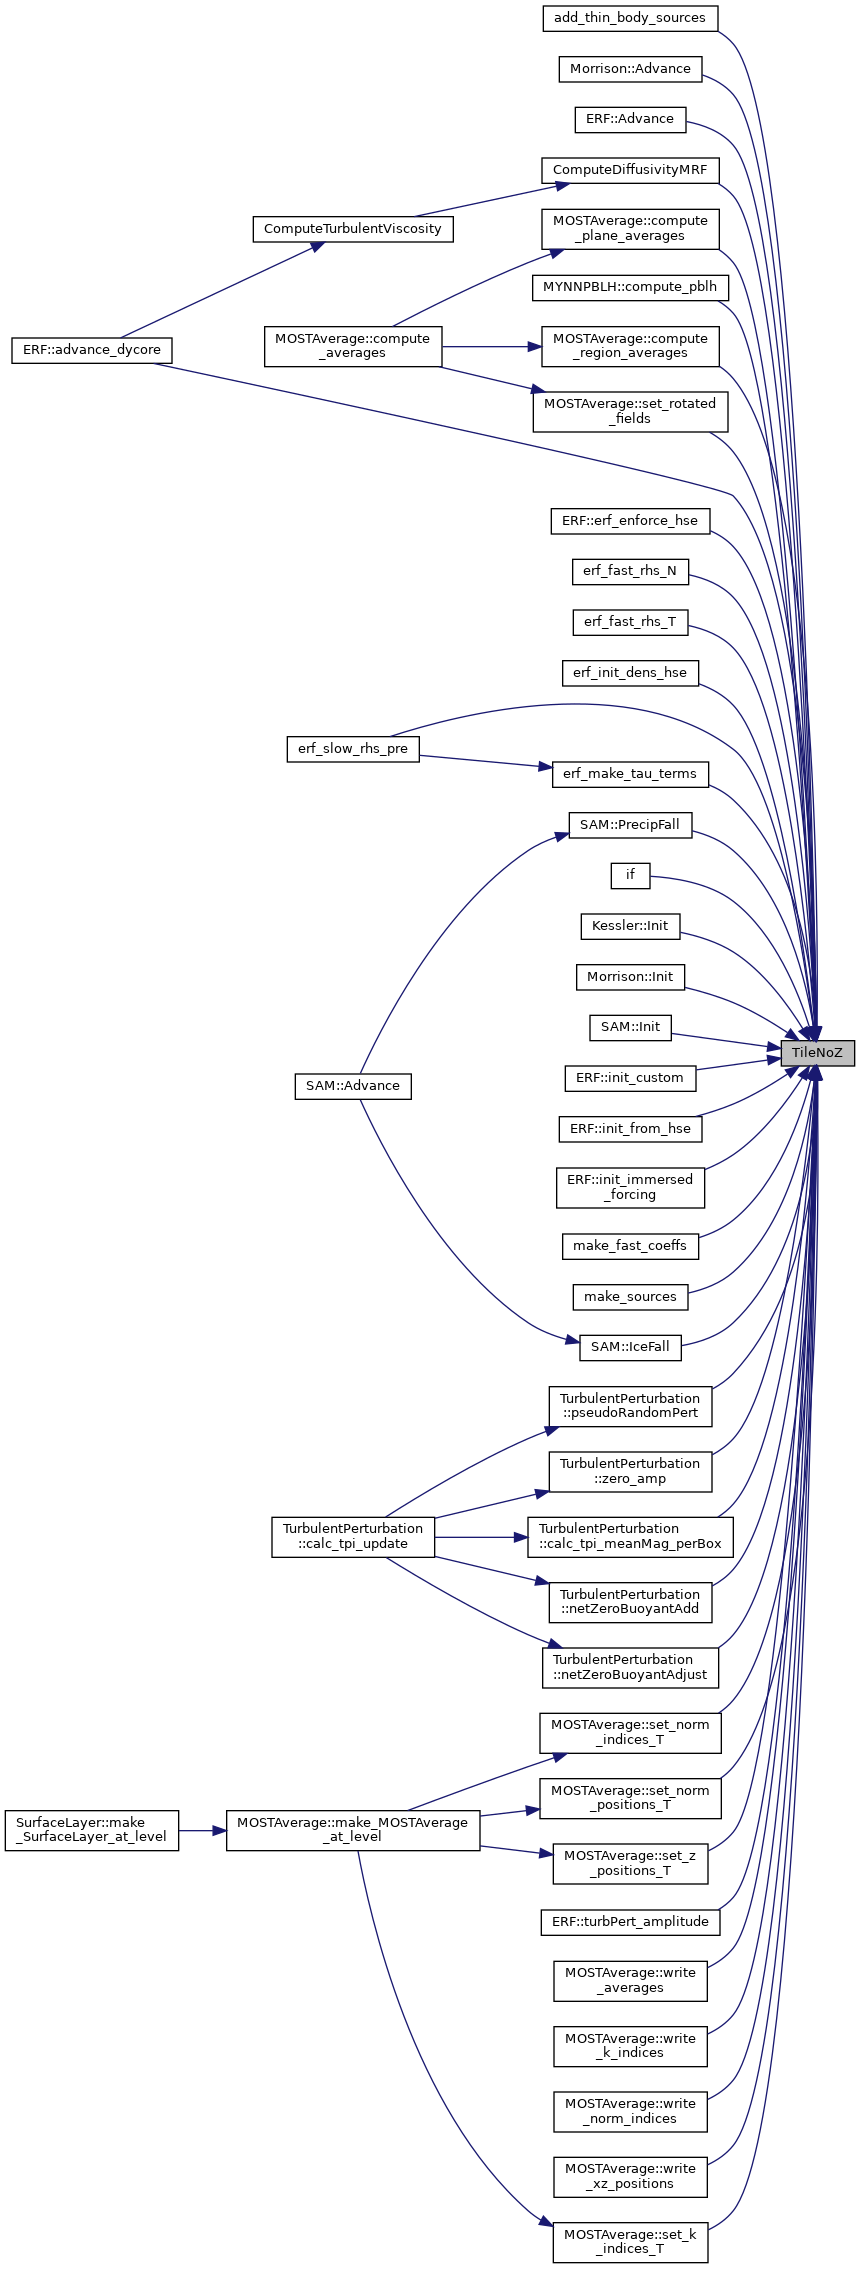 add_thin_body_sources
Morrison::Advance
ERF::Advance
ComputeDiffusivityMRF
ComputeTurbulentViscosity
MOSTAverage::compute
_plane_averages
MYNNPBLH::compute_pblh
ERF::advance_dycore
MOSTAverage::compute
_averages
MOSTAverage::compute
_region_averages
MOSTAverage::set_rotated
_fields
ERF::erf_enforce_hse
erf_fast_rhs_N
erf_fast_rhs_T
erf_init_dens_hse
erf_slow_rhs_pre
erf_make_tau_terms
SAM::PrecipFall
if
Kessler::Init
Morrison::Init
SAM::Init
TileNoZ
ERF::init_custom
SAM::Advance
ERF::init_from_hse
ERF::init_immersed
_forcing
make_fast_coeffs
make_sources
SAM::IceFall
TurbulentPerturbation
::pseudoRandomPert
TurbulentPerturbation
::zero_amp
TurbulentPerturbation
::calc_tpi_update
TurbulentPerturbation
::calc_tpi_meanMag_perBox
TurbulentPerturbation
::netZeroBuoyantAdd
TurbulentPerturbation
::netZeroBuoyantAdjust
MOSTAverage::set_norm
_indices_T
MOSTAverage::set_norm
_positions_T
SurfaceLayer::make
_SurfaceLayer_at_level
MOSTAverage::make_MOSTAverage
_at_level
MOSTAverage::set_z
_positions_T
ERF::turbPert_amplitude
MOSTAverage::write
_averages
MOSTAverage::write
_k_indices
MOSTAverage::write
_norm_indices
MOSTAverage::write
_xz_positions
MOSTAverage::set_k
_indices_T